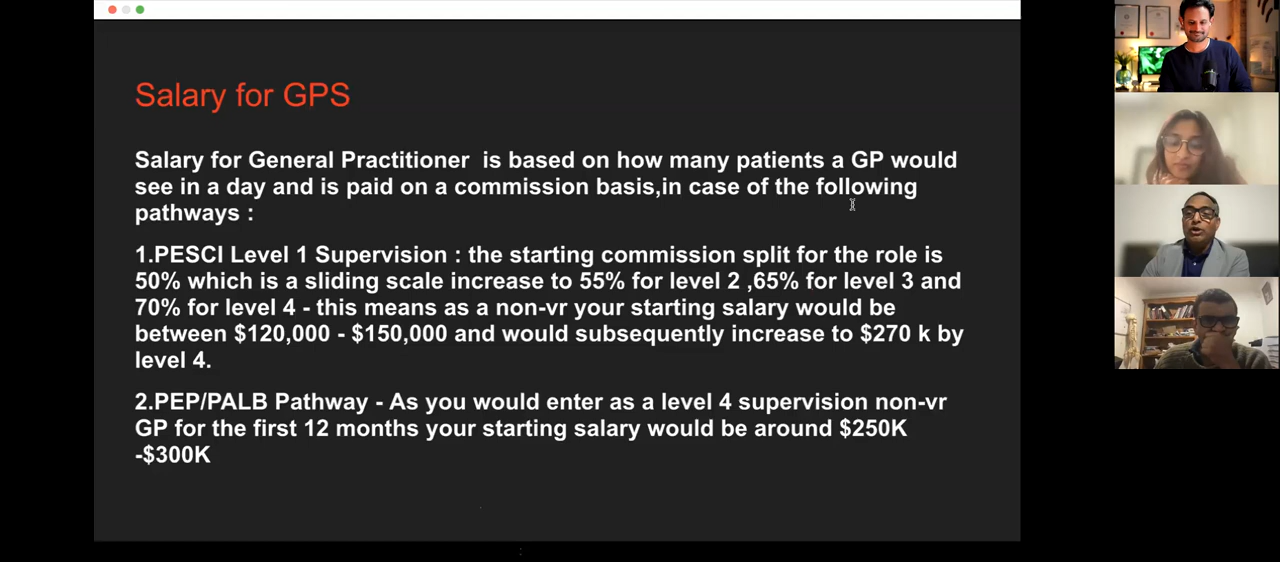 Salary for GPS
Salary for General Practitioner  is based on how many patients a GP would
see in a day and is paid on a commission basis,in case of the following
pathways :
1.PESCI Level 1 Supervision : the starting commission split for the role is
50% which is a sliding scale increase to 55% for level 2 ,65% for level 3 and
70% for level 4 - this means as a non-vr your starting salary would be
between $120,000 - $150,000 and would subsequently increase to $270 k by
level 4.
2.PEP/PALB Pathway - As you would enter as a level 4 supervision non-vr
GP for the first 12 months your starting salary would be around $250K
-$300K